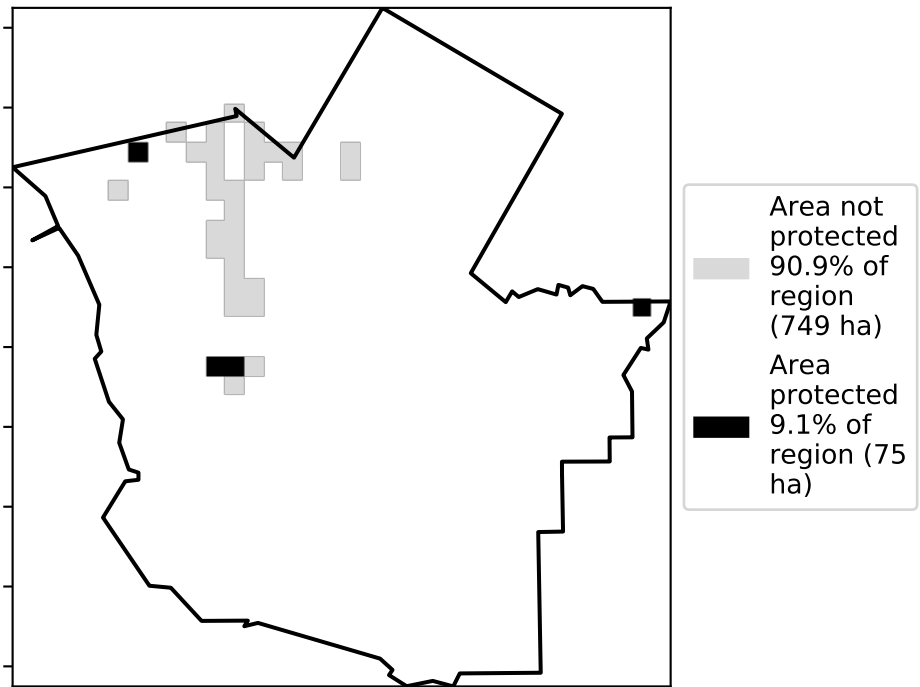 Area not
protected
90.9% of
region
(749 ha)
Area
protected
9.1% of
region (75
ha)